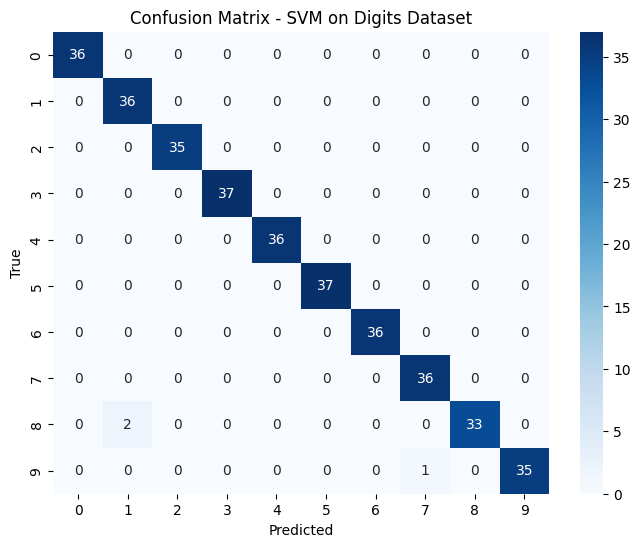 Confusion Matrix - SVM on Digits Dataset
0 36 0 0 0 0 0 0 0 0 0
1 0 36 0 0 0 0 0 0 0 0
2 0 0 35 0 0 0 0 0 0 0
3 0 0 0 37 0 0 0 0 0 0
4 0 0 0 0 36 0 0 0 0 0
5 0 0 0 0 0 37 0 0 0 0
6 0 0 0 0 0 0 36 0 0 0
7 0 0 0 0 0 0 0 36 0 0
8 0 2 0 0 0 0 0 0 33 0
9 0 0 0 0 0 0 0 1 0 35
0 1 2 3 4 5 6 7 8 9
Predicted
True
35
30
25
20
15
10
5
0